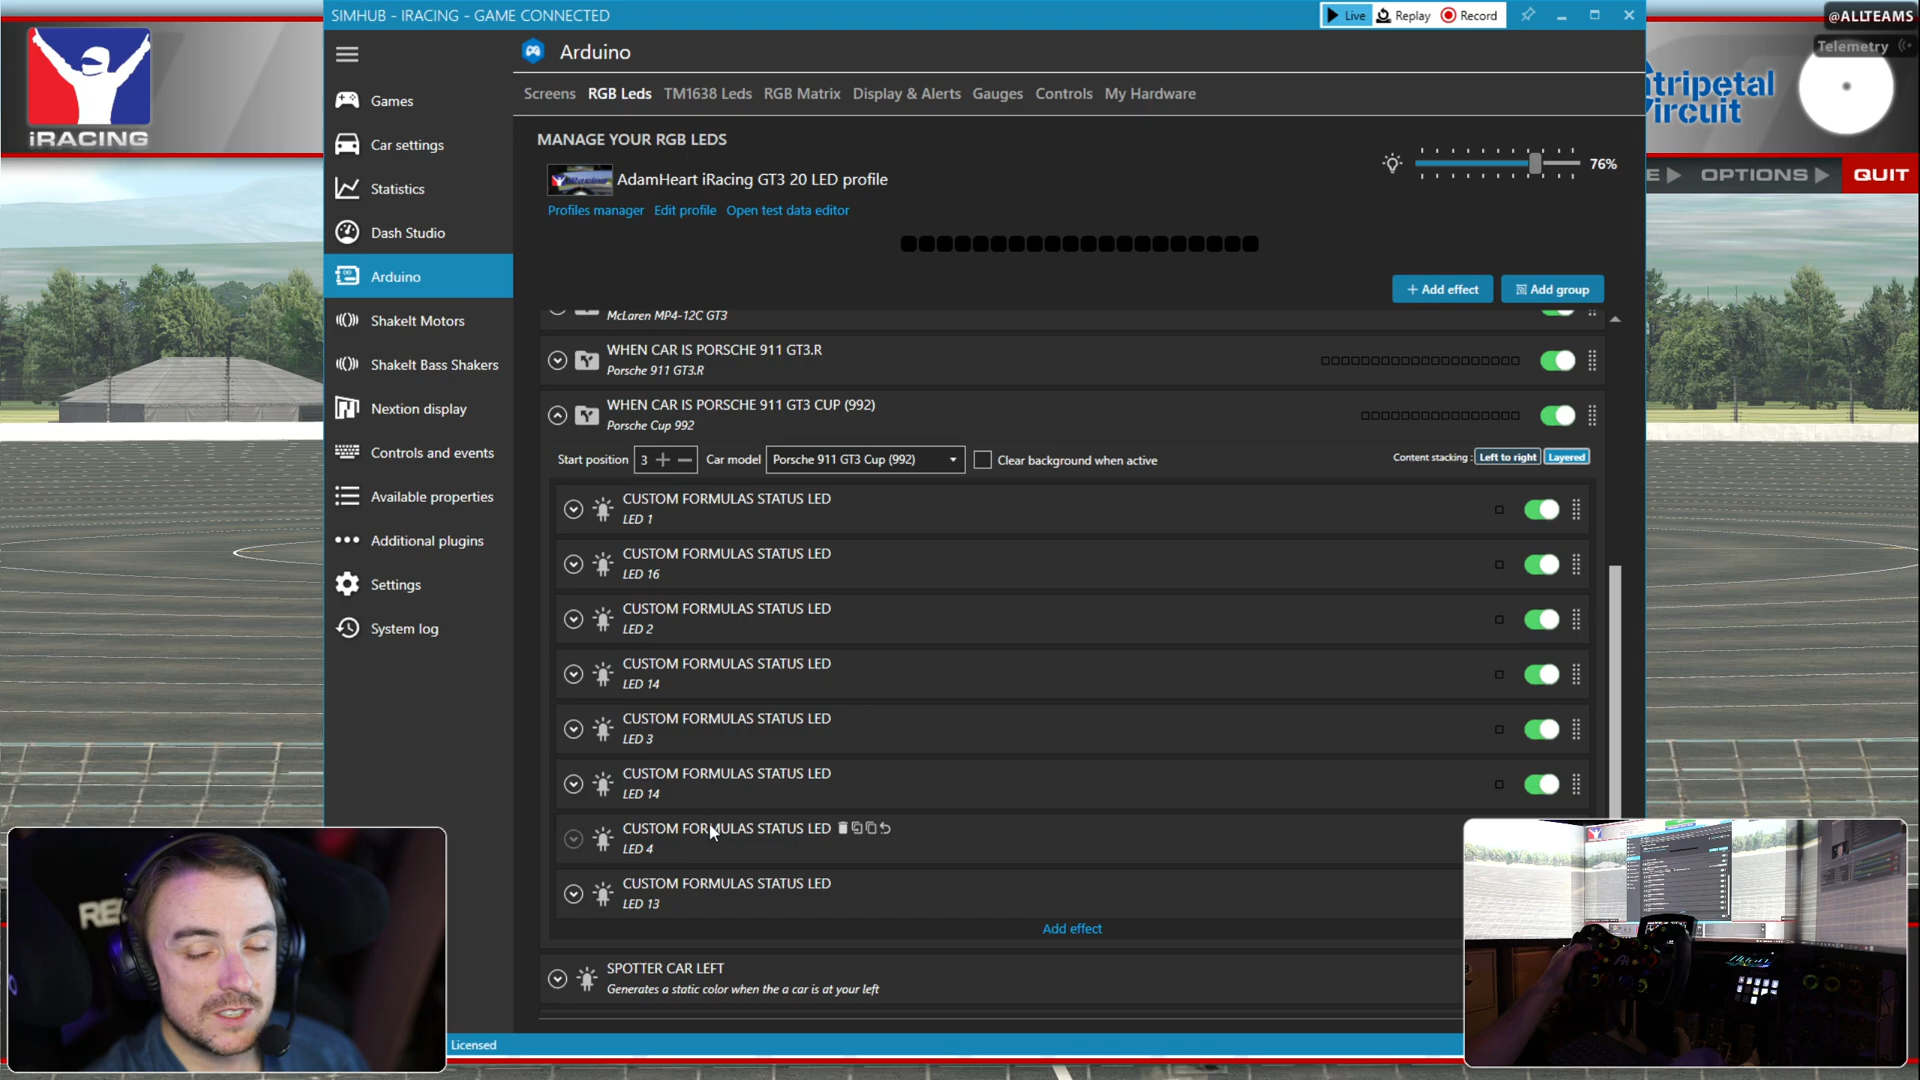 SIMHUB - IRACING - GAME CONNECTED
Live
Replay
Record
@ALLTEAMS
Telemetry
iRACING
Arduino
Games
Car settings
Statistics
Dash Studio
Arduino
ShakeIt Motors
ShakeIt Bass Shakers
Nextion display
Controls and events
Available properties
Additional plugins
Settings
System log
Screens
RGB Leds
TM1638 Leds
RGB Matrix
Display & Alerts
Gauges
Controls
My Hardware
MANAGE YOUR RGB LEDS
76%
AdamHeart iRacing GT3 20 LED profile
Profiles manager
Edit profile
Open test data editor
OPTIONS
QUIT
Add effect
Add group
McLaren MP4-12C GT3
WHEN CAR IS PORSCHE 911 GT3.R
Porsche 911 GT3.R
WHEN CAR IS PORSCHE 911 GT3 CUP (992)
Porsche Cup 992
Start position 3
Car model Porsche 911 GT3 Cup (992)
Clear background when active
Content stacking : Left to right Layered
CUSTOM FORMULAS STATUS LED
LED 1
CUSTOM FORMULAS STATUS LED
LED 16
CUSTOM FORMULAS STATUS LED
LED 2
CUSTOM FORMULAS STATUS LED
LED 14
CUSTOM FORMULAS STATUS LED
LED 3
CUSTOM FORMULAS STATUS LED
LED 14
CUSTOM FORMULAS STATUS LED
LED 4
CUSTOM FORMULAS STATUS LED
LED 13
Add effect
SPOTTER CAR LEFT
Generates a static color when the a car is at your left
Licensed